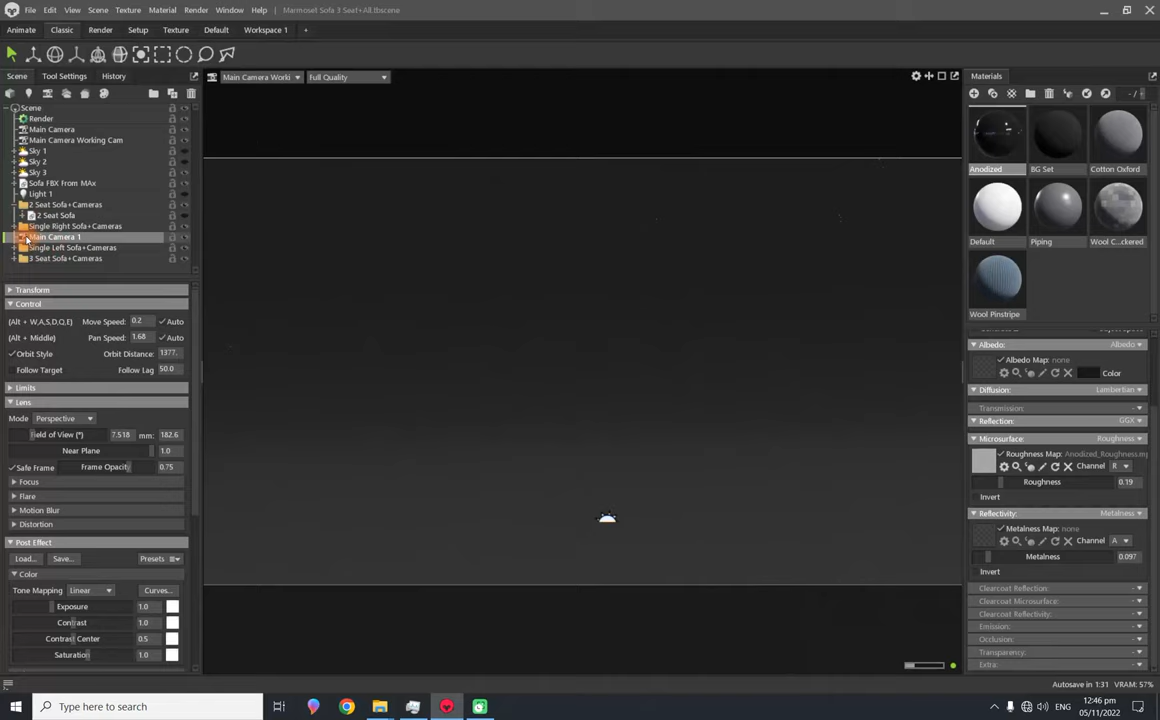 File Edit View Scenes Texture Material Render Window Help Marmoset Sofa 3 Seat+All.tbscene
Animate Classic Render Setup Texture Default Workspace 1 +
Scene Tool Settings History
Main Camera Worki
Full Quality
Materials
Scene
Render
Main Camera
Main Camera Working Cam
Sky 1
Sky 2
Sky 3
Sofa FBX From MAx
Light 1
2 Seat Sofa+Cameras
2 Seat Sofa
Single Right Sofa+Cameras
Main Camera 1
Single Left Sofa+Cameras
3 Seat Sofa+Cameras
Transform
Control
(Alt + W,A,S,D,Q,E) Move Speed: 0.2 Auto
(Alt + Middle) Pan Speed: 1.68 Auto
Orbit Style Orbit Distance: 1377.
Follow Target Follow Lag 50.0
Limits
Lens
Mode Perspective
Field of View (°) 7.518 mm: 182.6
Near Plane 1.0
Safe Frame Frame Opacity 0.75
Focus
Flare
Motion Blur
Distortion
Post Effect
Load... Save... Presets
Color
Tone Mapping Linear Curves...
Exposure 1.0
Contrast 1.0
Contrast Center 0.5
Saturation 1.0
Anodized BG Set Cotton Oxford
Default Piping Wool C...ckered
Wool Pinstripe
Albedo: Albedo
Albedo Map: none
Color
Diffusion: Lambertian
Transmission:
Reflection: GGX
Microsurface: Roughness
Roughness Map: Anodized_Roughness.
Channel R
Roughness 0.19
Invert
Reflectivity: Metalness
Metalness Map: none
Channel A
Metalness 0.097
Invert
Clearcoat Reflection:
Clearcoat Microsurface:
Clearcoat Reflectivity:
Emission:
Occlusion:
Transparency:
Extra:
Autosave in 1:31 VRAM: 57%
Type here to search
ENG
12:46 pm
05/11/2022